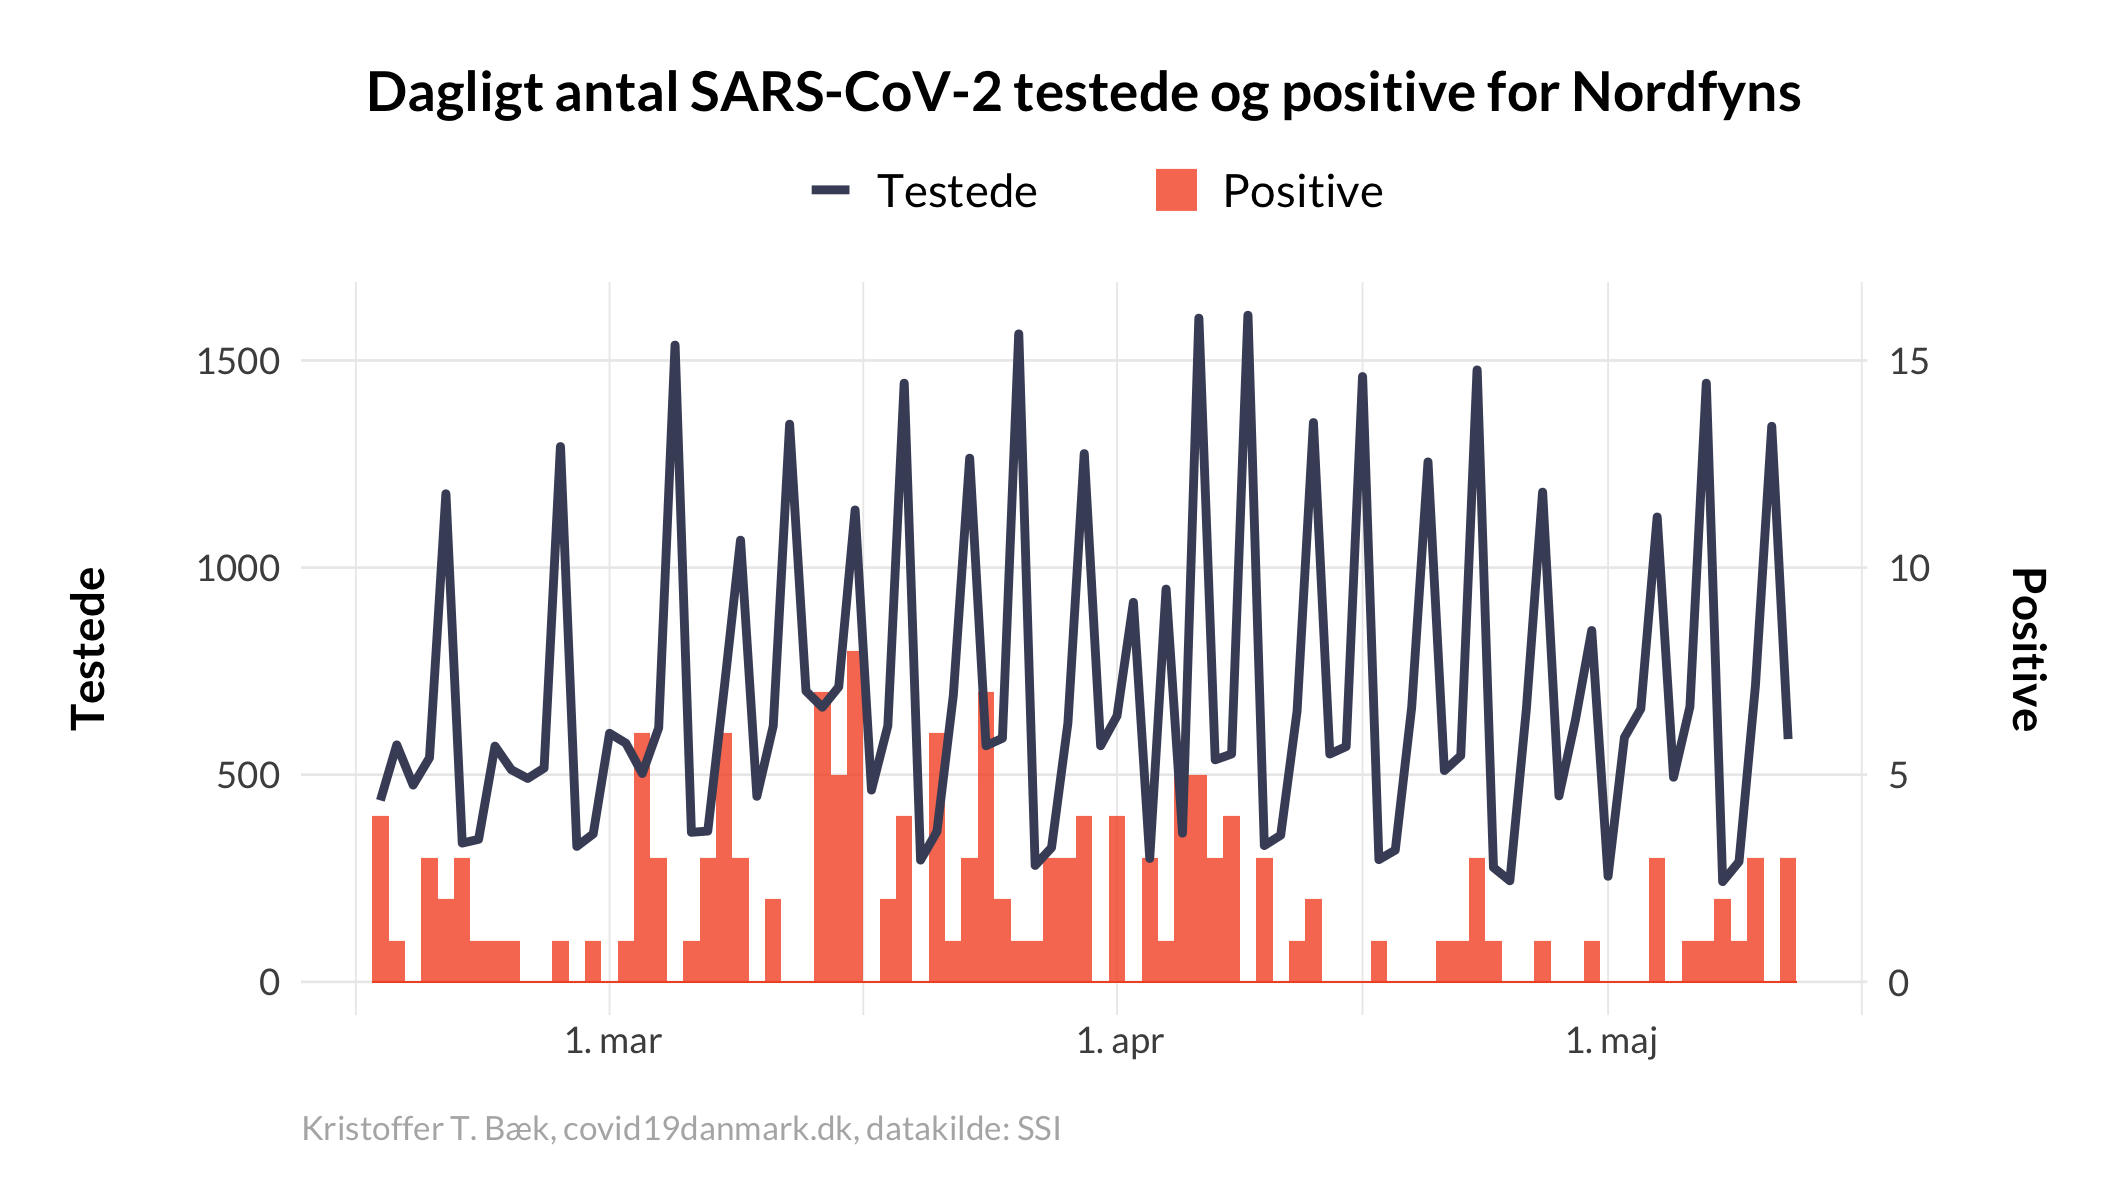 Dagligt antal SARS-CoV-2 testede og positive for Nordfyns
Testede
Positive
1500
1000
500
0
15
10
5
0
Testede
Positive
1. mar
1. apr
1. maj
Kristoffer T. Bæk, covid19danmark.dk, datakilde: SSI